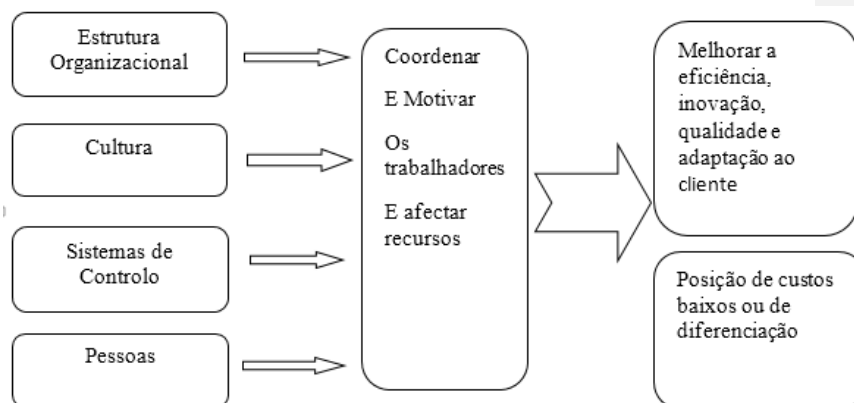 Estrutura
Organizacional
Cultura
Sistemas de
Controlo
Pessoas
Coordenar
E Motivar
Os
trabalhadores
E afectar
recursos
Melhorar a
eficiência,
inovação,
qualidade e
adaptação ao
cliente
Posição de custos
baixos ou de
diferenciação